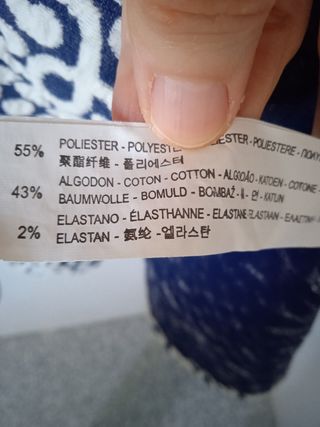 55% POLIESTER - POLYESTER - POLIESTERE -
聚酯纤维 - 폴리에스터
43% ALGODON - COTON - COTTON - ALGODÃO - KATOEN - COTONE -
BAUMWOLLE - BOMULD - BOMBAŽ - 면 - KATUN
ELASTANO - ÉLASTHANNE - ELASTANE
2% ELASTAN - 氨纶 - 엘라스탄